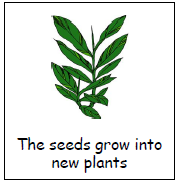 The seeds grow into
new plants